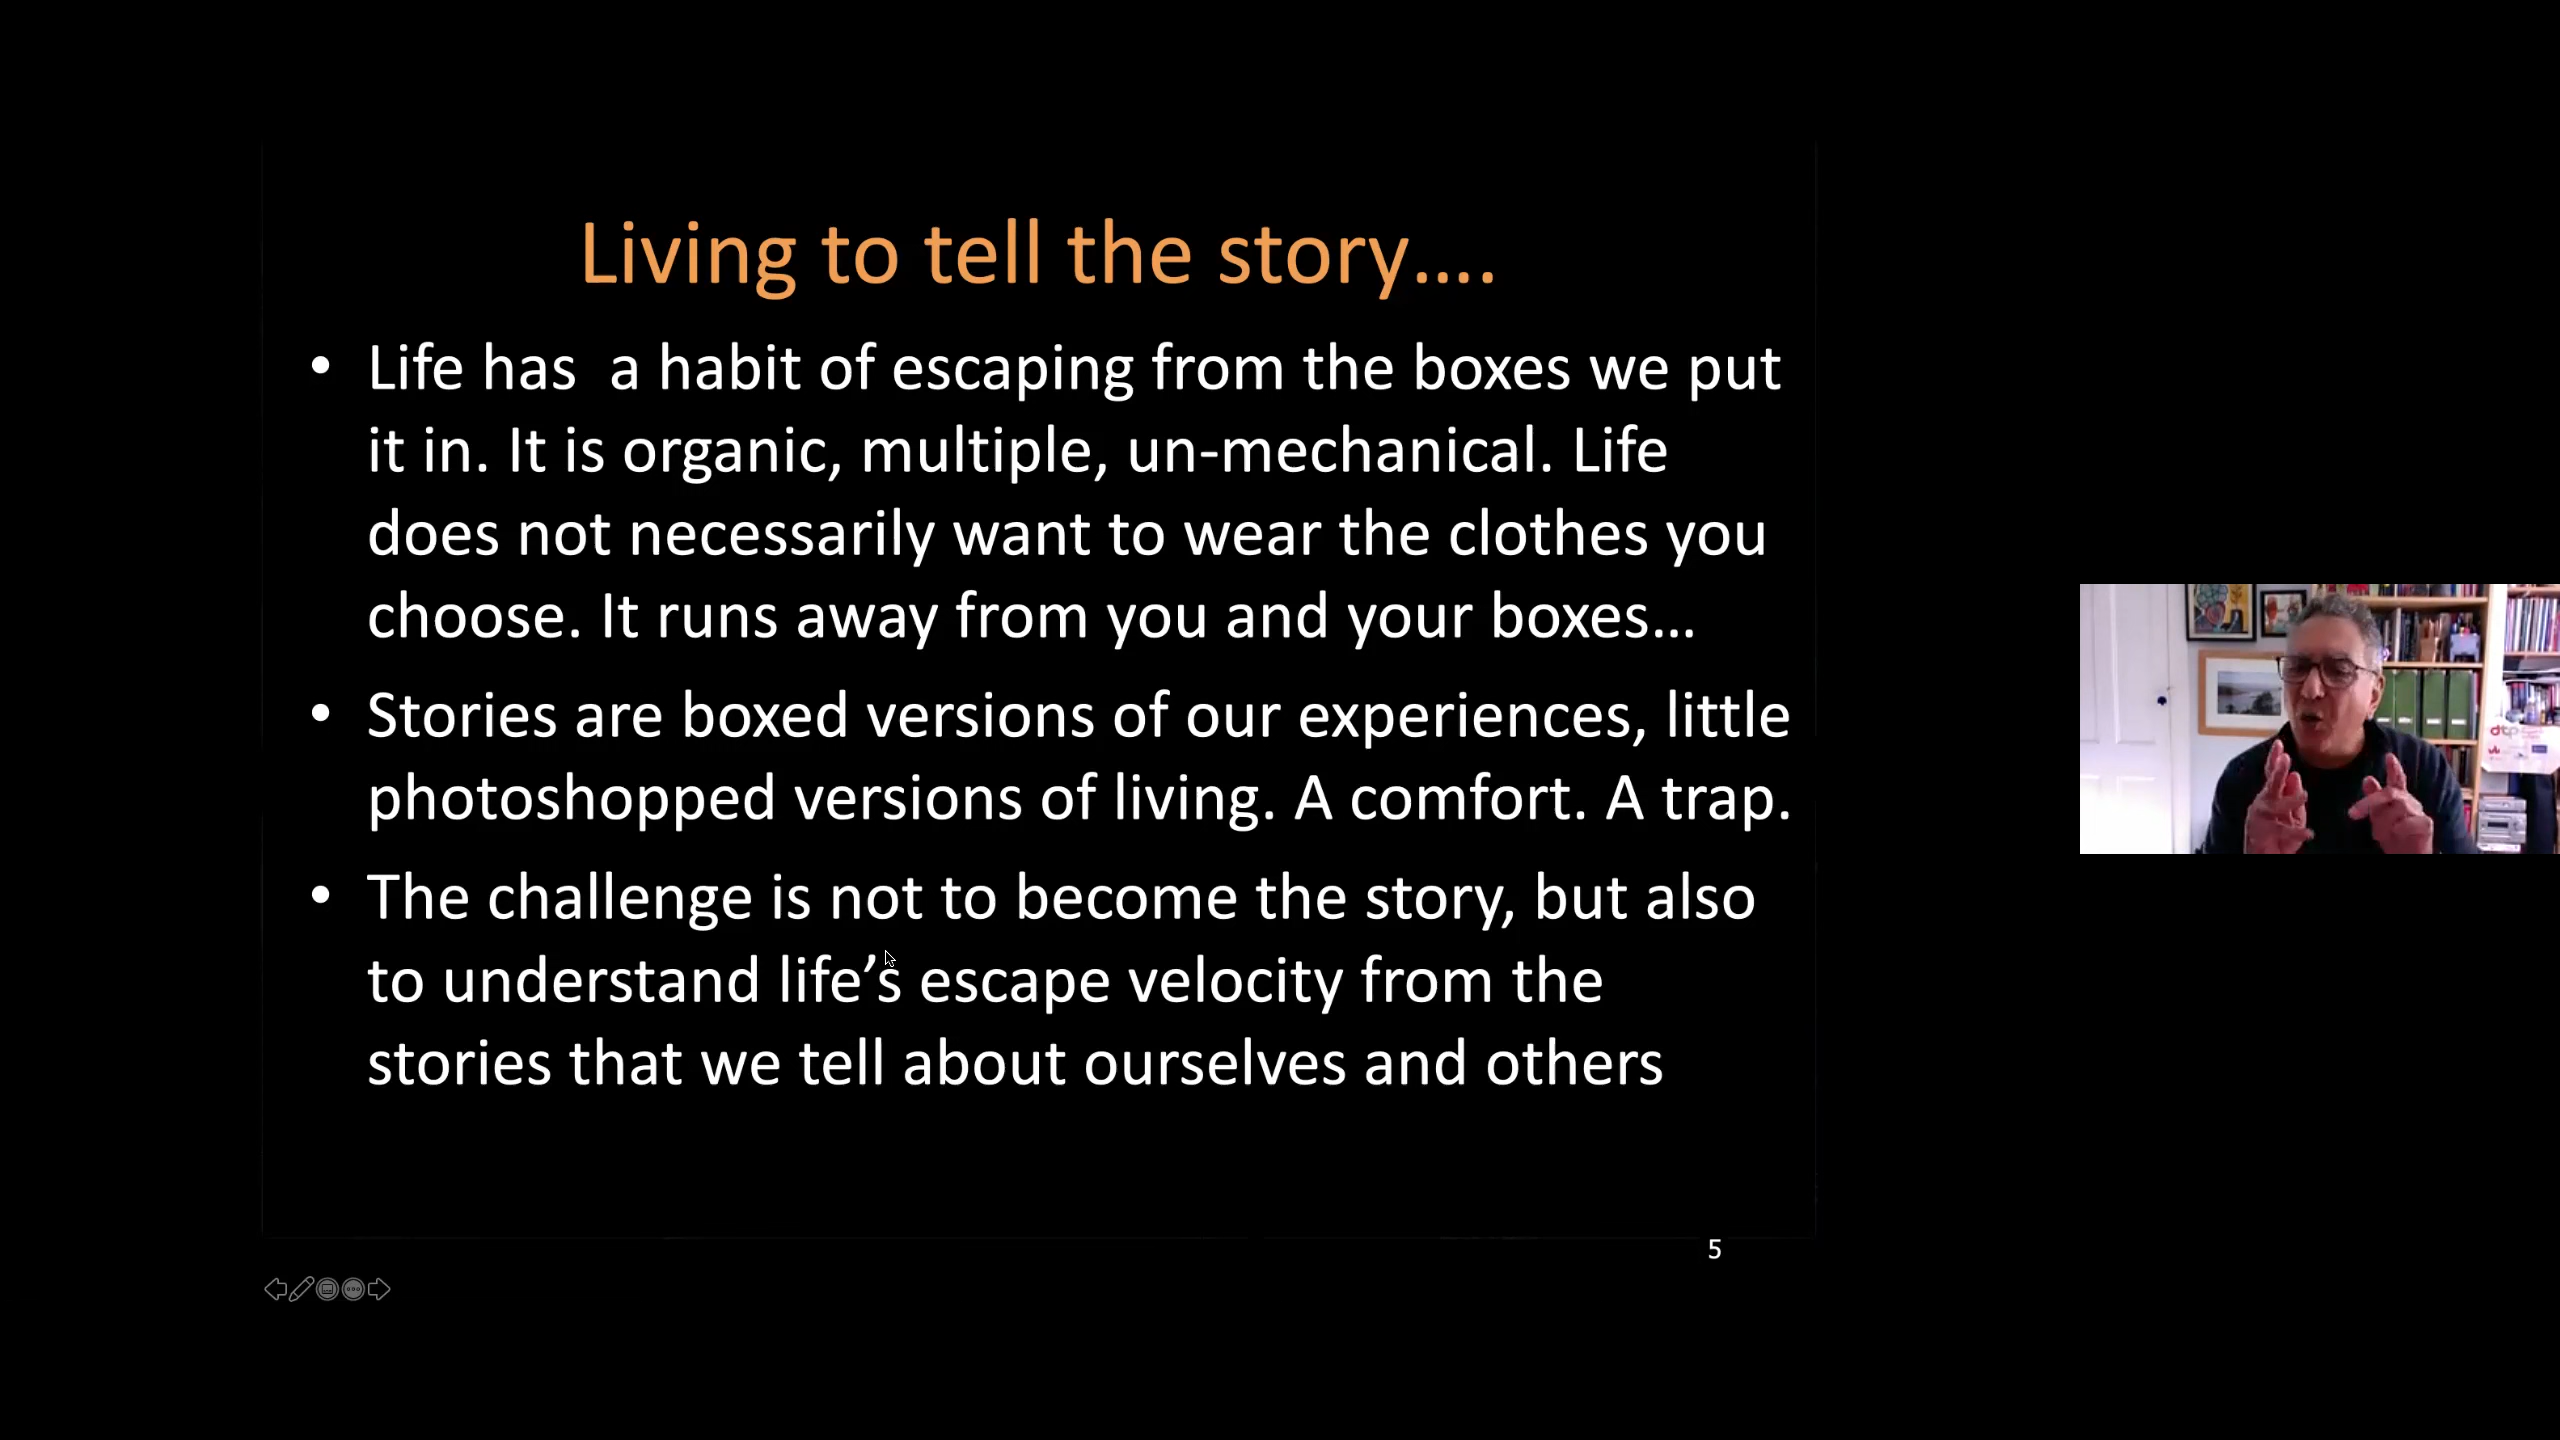 Living to tell the story....
• Life has  a habit of escaping from the boxes we put
it in. It is organic, multiple, un-mechanical. Life
does not necessarily want to wear the clothes you
choose. It runs away from you and your boxes...
• Stories are boxed versions of our experiences, little
photoshopped versions of living. A comfort. A trap.
• The challenge is not to become the story, but also
to understand life’s escape velocity from the
stories that we tell about ourselves and others
5
dtp